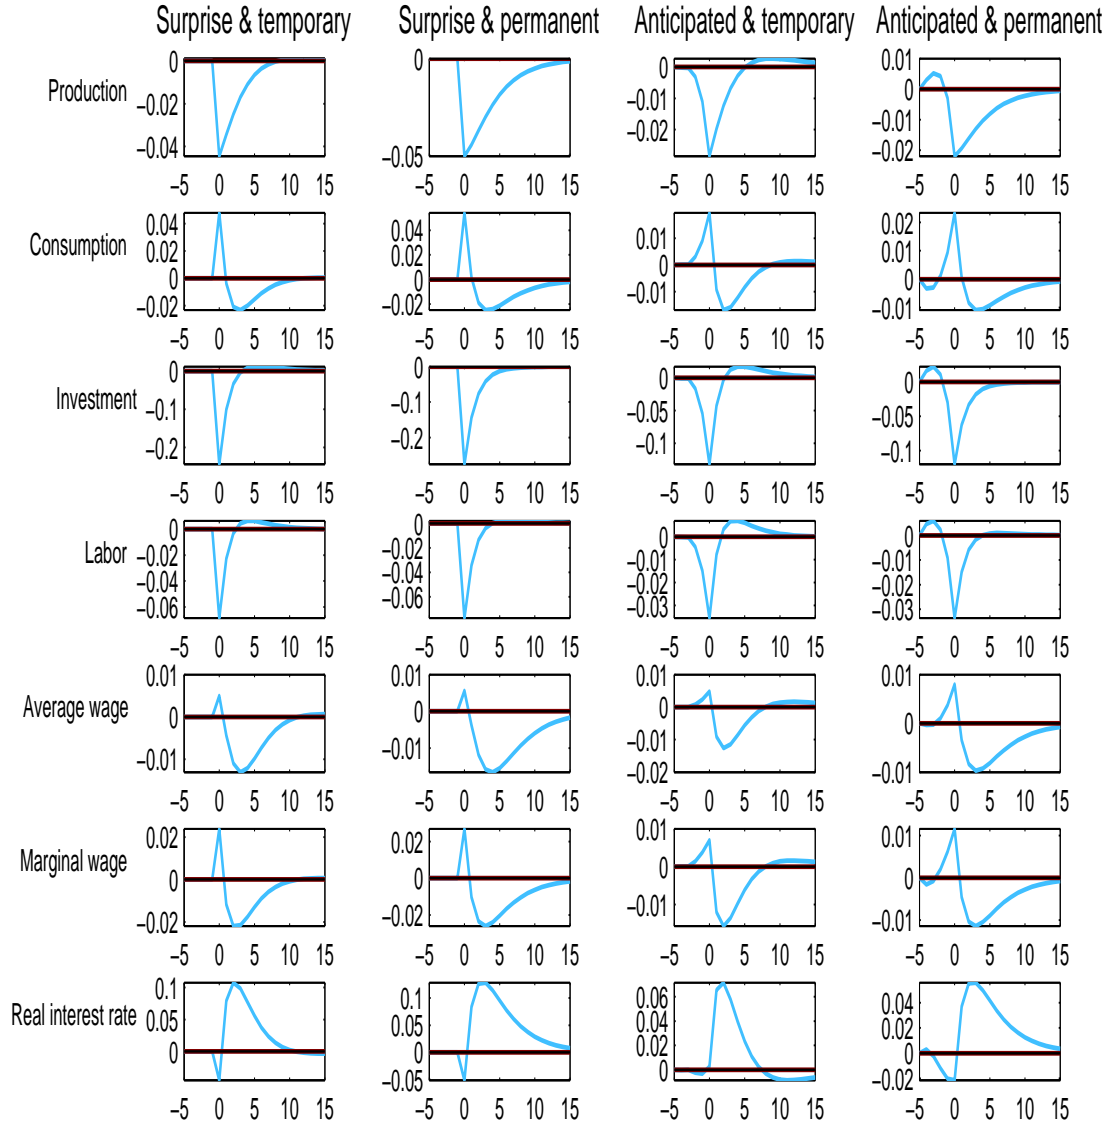 Surprise & temporary Surprise & permanent Anticipated & temporary Anticipated & permanent
Production
0 −0.02 −0.04
0 −0.05
0 −0.01 −0.02
0.01 0 −0.01 −0.02
−5 0 5 10 15 −5 0 5 10 15 −5 0 5 10 15 −5 0 5 10 15
Consumption
0.04 0.02 0 −0.02
0.04 0.02 0 −0.02
0.01 0 −0.01
0.02 0.01 0 −0.01
−5 0 5 10 15 −5 0 5 10 15 −5 0 5 10 15 −5 0 5 10 15
Investment
0 −0.1 −0.2
0 −0.1 −0.2
0 −0.05 −0.1
0 −0.05 −0.1
−5 0 5 10 15 −5 0 5 10 15 −5 0 5 10 15 −5 0 5 10 15
Labor
0 −0.02 −0.04 −0.06
0 −0.02 −0.04 −0.06
0 −0.01 −0.02 −0.03
0 −0.01 −0.02 −0.03
−5 0 5 10 15 −5 0 5 10 15 −5 0 5 10 15 −5 0 5 10 15
Average wage
0.01 0 −0.01
0.01 0 −0.01
0.01 0 −0.01 −0.02
0.01 0 −0.01
−5 0 5 10 15 −5 0 5 10 15 −5 0 5 10 15 −5 0 5 10 15
Marginal wage
0.02 0 −0.02
0.02 0 −0.02
0.01 0 −0.01
0.01 0 −0.01
−5 0 5 10 15 −5 0 5 10 15 −5 0 5 10 15 −5 0 5 10 15
Real interest rate
0.1 0.05 0
0.1 0.05 0 −0.05
0.06 0.04 0.02 0
0.04 0.02 0 −0.02
−5 0 5 10 15 −5 0 5 10 15 −5 0 5 10 15 −5 0 5 10 15